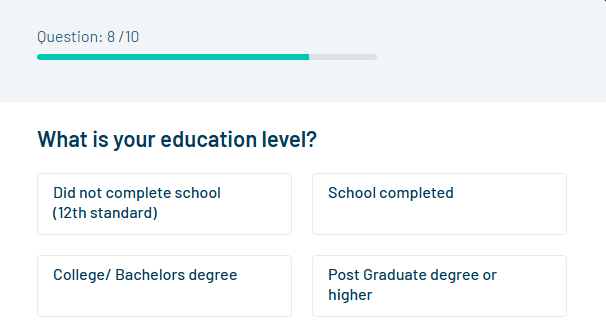 Question: 8 /10
What is your education level?
Did not complete school
(12th standard)
School completed
College/ Bachelors degree
Post Graduate degree or
higher